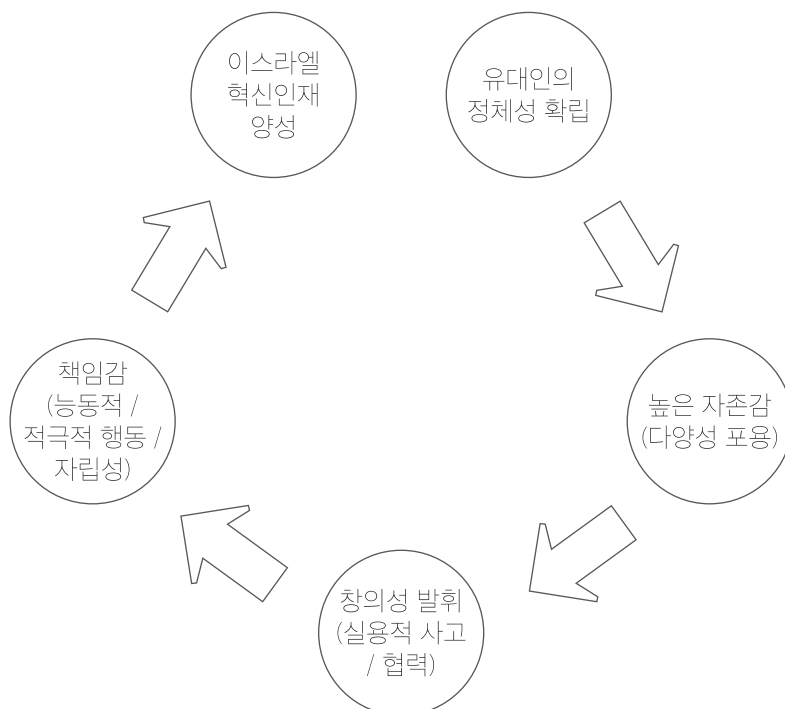 이스라엘
혁신인재
양성
유대인의
정체성 확립
높은 자존감
(다양성 포용)
창의성 발휘
(실용적 사고
/ 협력)
책임감
(능동적 /
적극적 행동 /
자립성)